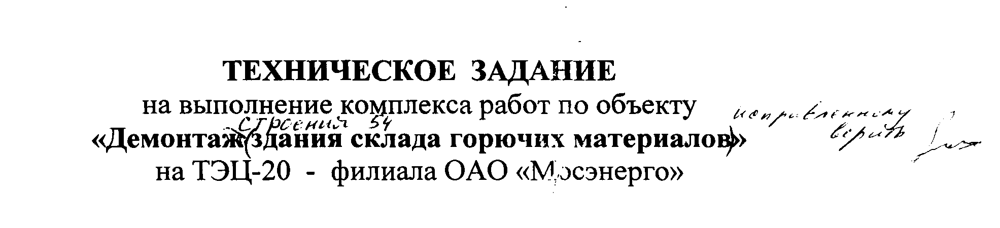 ТЕХНИЧЕСКОЕ ЗАДАНИЕ
на выполнение комплекса работ по объекту
строения 54
«Демонтаж (здания склада горючих материалов)»
исправленному
верить
на ТЭЦ-20 - филиала ОАО «Мосэнерго»